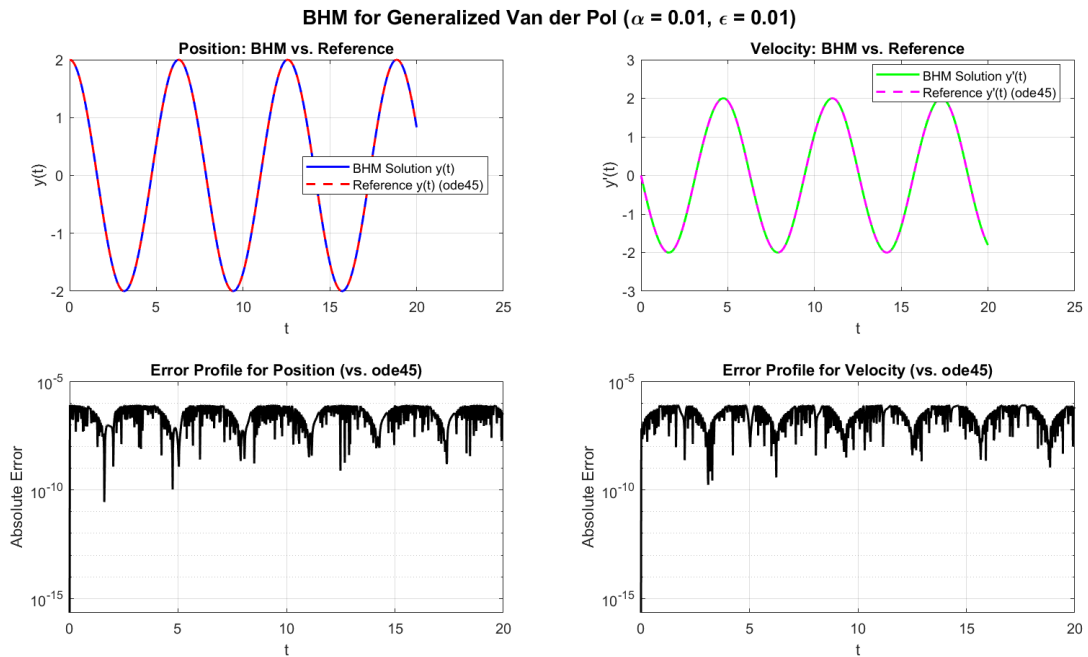 BHM for Generalized Van der Pol (α = 0.01, ϵ = 0.01)
Position: BHM vs. Reference
y(t)
2
1
0
-1
-2
0 5 10 15 20 25
t
BHM Solution y(t)
Reference y(t) (ode45)
Velocity: BHM vs. Reference
y'(t)
3
2
1
0
-1
-2
-3
0 5 10 15 20 25
t
BHM Solution y'(t)
Reference y'(t) (ode45)
Error Profile for Position (vs. ode45)
Absolute Error
10^-5
10^-10
10^-15
0 5 10 15 20
t
Error Profile for Velocity (vs. ode45)
Absolute Error
10^-5
10^-10
10^-15
0 5 10 15 20
t